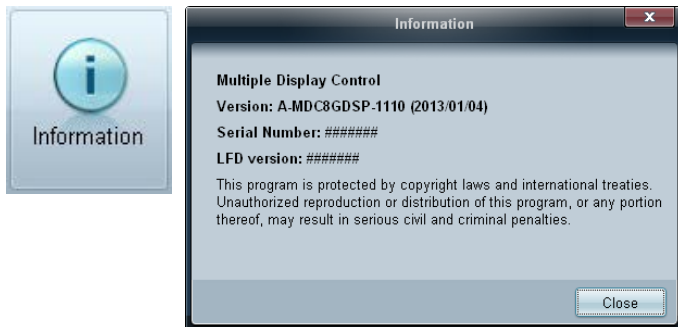 i
Information
Information
x
Multiple Display Control
Version: A-MDC8GDSP-1110 (2013/01/04)
Serial Number: #######
LFD version: #######
This program is protected by copyright laws and international treaties.
Unauthorized reproduction or distribution of this program, or any portion
thereof, may result in serious civil and criminal penalties.
Close